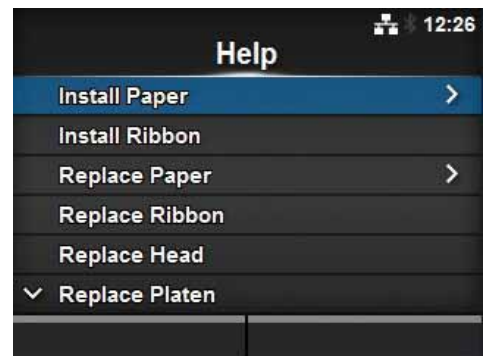 12:26
Help
Install Paper
Install Ribbon
Replace Paper
Replace Ribbon
Replace Head
Replace Platen